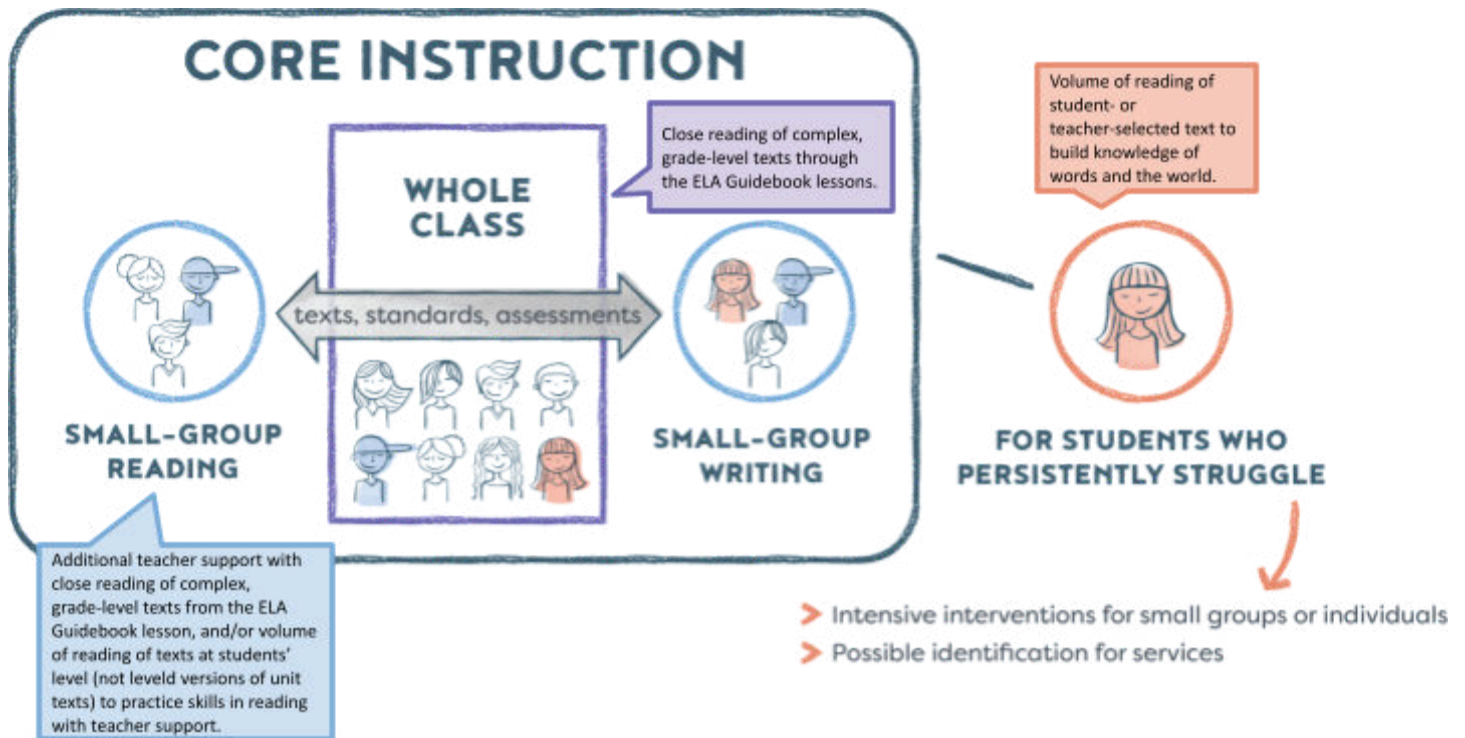 CORE INSTRUCTION
Close reading of complex,
grade-level texts through
the ELA Guidebook lessons.
Volume of reading of
student- or
teacher-selected text to
build knowledge of
words and the world.
WHOLE
CLASS
texts, standards, assessments
SMALL-GROUP
READING
SMALL-GROUP
WRITING
FOR STUDENTS WHO
PERSISTENTLY STRUGGLE
Additional teacher support with
close reading of complex,
grade-level texts from the ELA
Guidebook lesson, and/or volume
of reading of texts at students'
level (not leveld versions of unit
texts) to practice skills in reading
with teacher support.
Intensive interventions for small groups or individuals
Possible identification for services